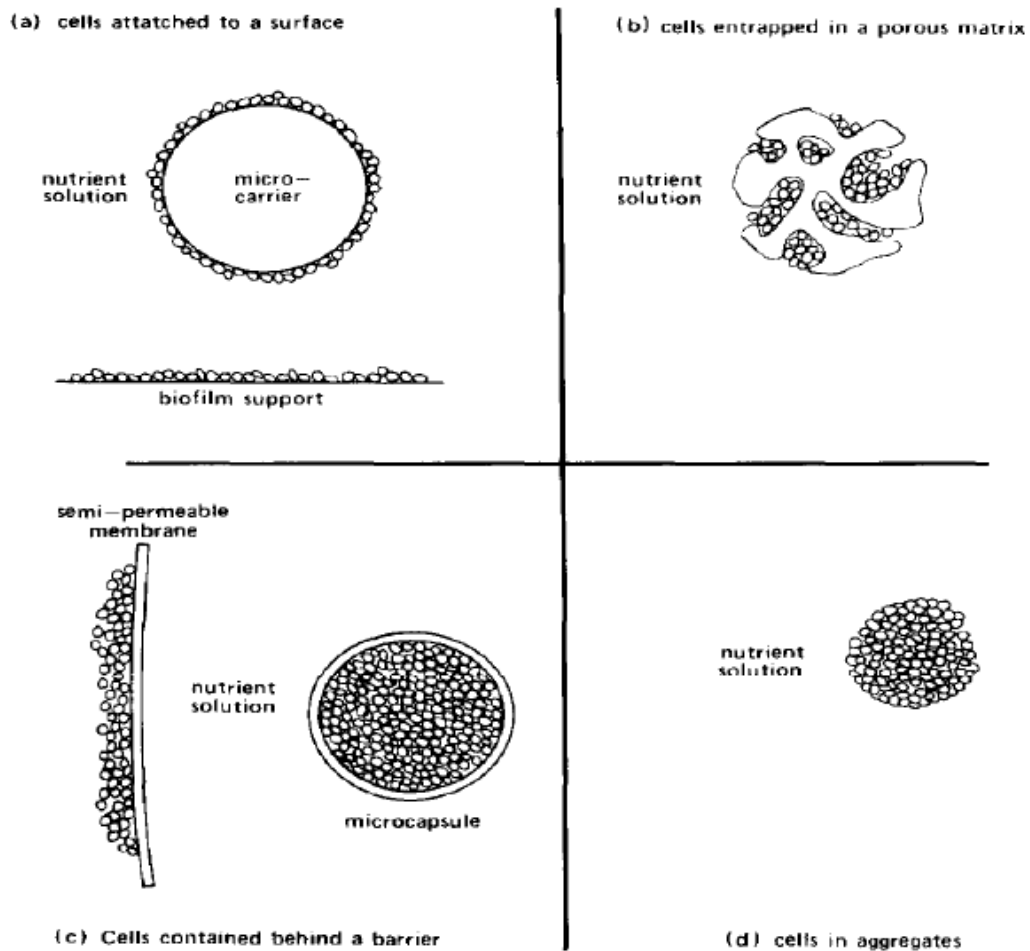 (a) cells attatched to a surface
nutrient
solution
micro—
carrier
biofilm support
(b) cells entrapped in a porous matrix
nutrient
solution
semi—permeable
membrane
nutrient
solution
microcapsule
(c) Cells contained behind a barrier
nutrient
solution
(d) cells in aggregates